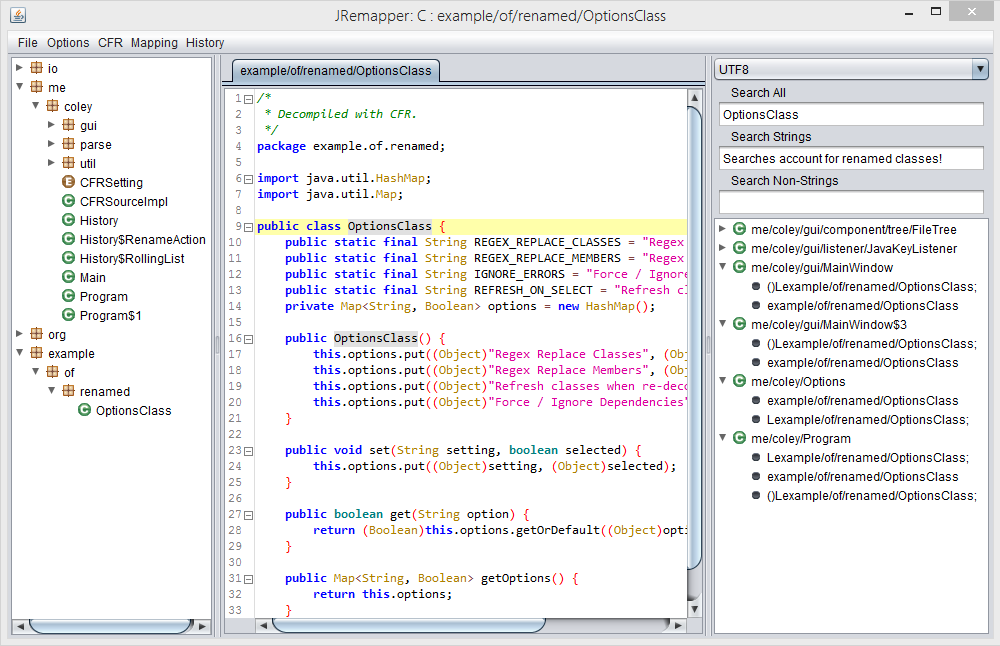 JRemapper: C : example/of/renamed/OptionsClass
File Options CFR Mapping History
io
me
coley
gui
parse
util
CFRSetting
CFRSourceImpl
History
History$RenameAction
History$RollingList
Main
Program
Program$1
org
example
of
renamed
OptionsClass
example/of/renamed/OptionsClass
1 /*
2  * Decompiled with CFR.
3  */
4 package example.of.renamed;
5
6 import java.util.HashMap;
7 import java.util.Map;
8
9 public class OptionsClass {
10     public static final String REGEX_REPLACE_CLASSES = "Regex
11     public static final String REGEX_REPLACE_MEMBERS = "Regex
12     public static final String IGNORE_ERRORS = "Force / Ignore
13     public static final String REFRESH_ON_SELECT = "Refresh cl
14     private Map<String, Boolean> options = new HashMap();
15
16     public OptionsClass() {
17         this.options.put((Object)"Regex Replace Classes", (Obj
18         this.options.put((Object)"Regex Replace Members", (Obj
19         this.options.put((Object)"Refresh classes when re-deco
20         this.options.put((Object)"Force / Ignore Dependencies"
21     }
22
23     public void set(String setting, boolean selected) {
24         this.options.put((Object)setting, (Object)selected);
25     }
26
27     public boolean get(String option) {
28         return (Boolean)this.options.getOrDefault((Object)opti
29     }
30
31     public Map<String, Boolean> getOptions() {
32         return this.options;
33     }
UTF8
Search All
OptionsClass
Search Strings
Searches account for renamed classes!
Search Non-Strings
me/coley/gui/component/tree/FileTree
me/coley/gui/listener/JavaKeyListener
me/coley/gui/MainWindow
()Lexample/of/renamed/OptionsClass;
example/of/renamed/OptionsClass
me/coley/gui/MainWindow$3
()Lexample/of/renamed/OptionsClass;
example/of/renamed/OptionsClass
me/coley/Options
example/of/renamed/OptionsClass
Lexample/of/renamed/OptionsClass;
me/coley/Program
Lexample/of/renamed/OptionsClass;
example/of/renamed/OptionsClass
()Lexample/of/renamed/OptionsClass;